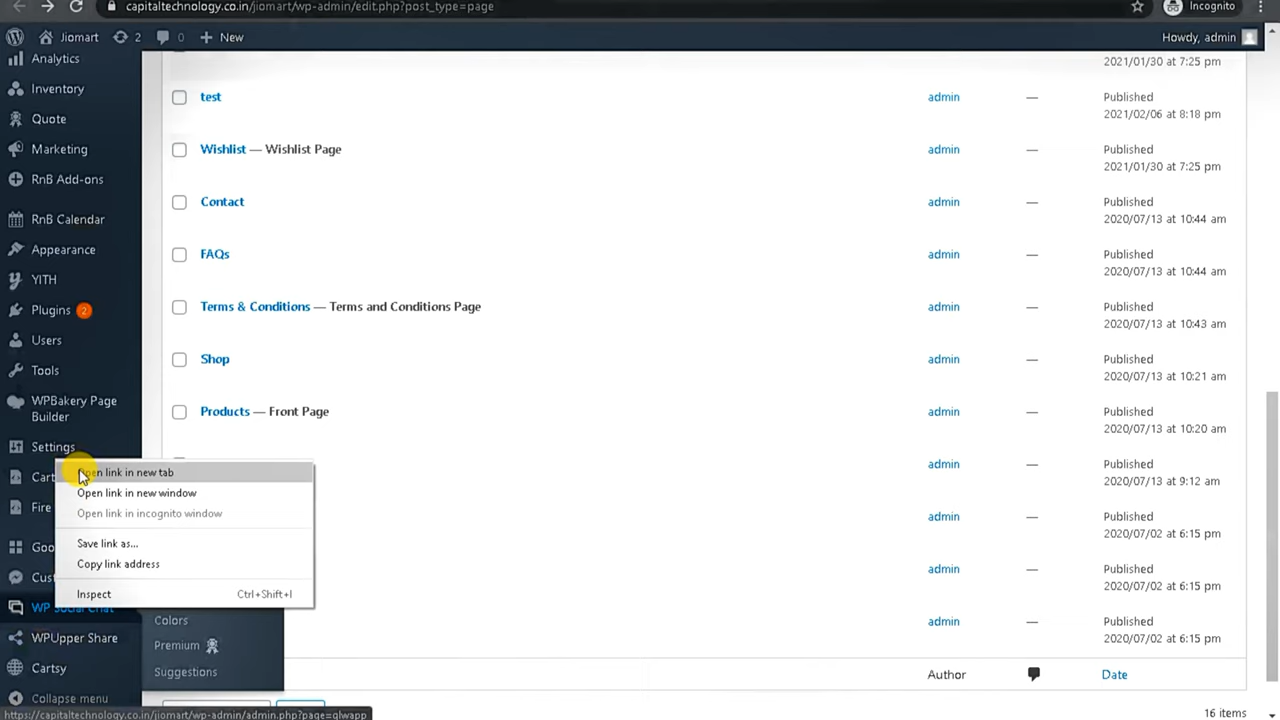 capitaltechnology.co.in/jiomart/wp-admin/edit.php?post_type=page
Incognito
Jiomart
2
0
New
Howdy, admin
Analytics
Inventory
Quote
Marketing
RnB Add-ons
RnB Calendar
Appearance
YITH
Plugins 2
Users
Tools
WPBakery Page
Builder
Settings
Cart
Fire
Goo
Cust
WP Social Chat
WPUpper Share
Cartsy
Collapse menu
Open link in new tab
Open link in new window
Open link in incognito window
Save link as...
Copy link address
Inspect Ctrl+Shift+I
Colors
Premium
Suggestions
2021/01/30 at 7:25 pm
test admin — Published
2021/02/06 at 8:18 pm
Wishlist — Wishlist Page admin — Published
2021/01/30 at 7:25 pm
Contact admin — Published
2020/07/13 at 10:44 am
FAQs admin — Published
2020/07/13 at 10:44 am
Terms & Conditions — Terms and Conditions Page admin — Published
2020/07/13 at 10:43 am
Shop admin — Published
2020/07/13 at 10:21 am
Products — Front Page admin — Published
2020/07/13 at 10:20 am
admin — Published
2020/07/13 at 9:12 am
admin — Published
2020/07/02 at 6:15 pm
admin — Published
2020/07/02 at 6:15 pm
admin — Published
2020/07/02 at 6:15 pm
Author Date
16 items
https://capitaltechnology.co.in/jiomart/wp-admin/admin.php?page=qlwapp